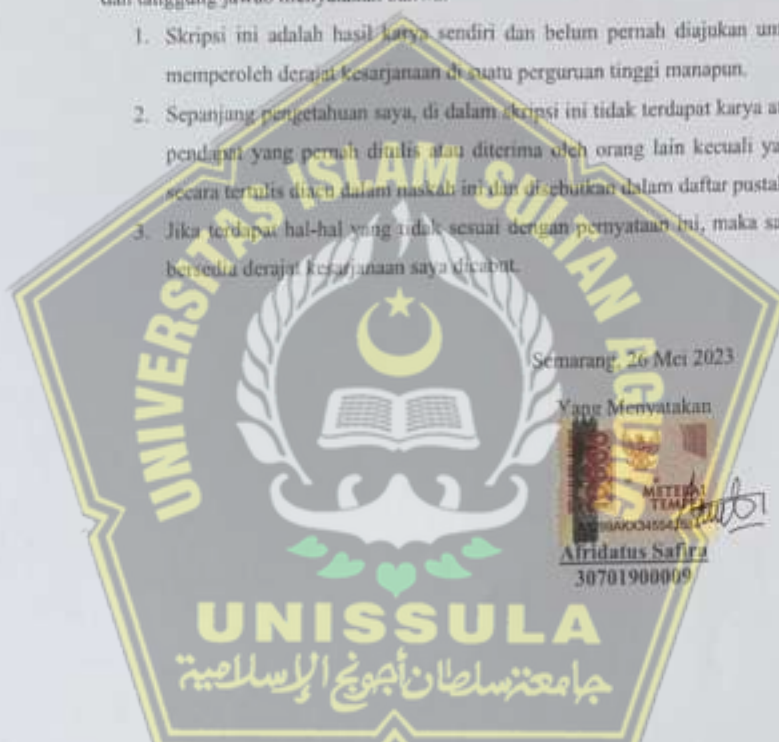 dan tanggung jawab menyatakan bahwa
1. Skripsi ini adalah hasil karya sendiri dan belum pernah diajukan un
memperoleh derajat kesarjanaan di suatu perguruan tinggi manapun.
2. Sepanjang pengetahuan saya, di dalam skripsi ini tidak terdapat karya a
pendapat yang pernah ditulis atau diterima oleh orang lain kecuali ya
secara tertulis diacu dalam naskah ini dan disebutkan dalam daftar pusta
3. Jika terdapat hal-hal yang tidak sesuai dengan pernyataan ini, maka sa
bersedia derajat kesarjanaan saya dicabut.
UNIVERSITAS ISLAM SULTAN AGUNG
Semarang, 26 Mei 2023
Yang Menyatakan
METERAI
TEMPEL
Afridatus Safira
30701900009
UNISSULA
جامعة سلطان أجونج الإسلامية